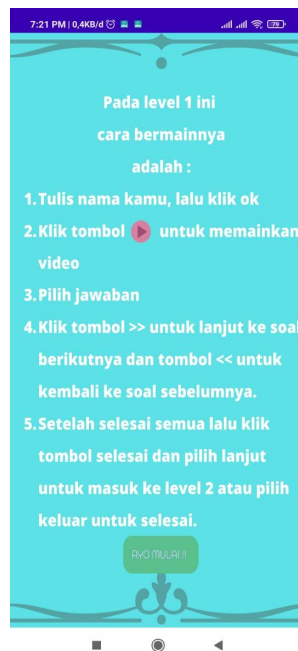 7:21 PM | 0,4KB/d
79
Pada level 1 ini
cara bermainnya
adalah :
1. Tulis nama kamu, lalu klik ok
2. Klik tombol untuk memainkan
video
3. Pilih jawaban
4. Klik tombol >> untuk lanjut ke soal
berikutnya dan tombol << untuk
kembali ke soal sebelumnya.
5. Setelah selesai semua lalu klik
tombol selesai dan pilih lanjut
untuk masuk ke level 2 atau pilih
keluar untuk selesai.
AYO MULAI !!